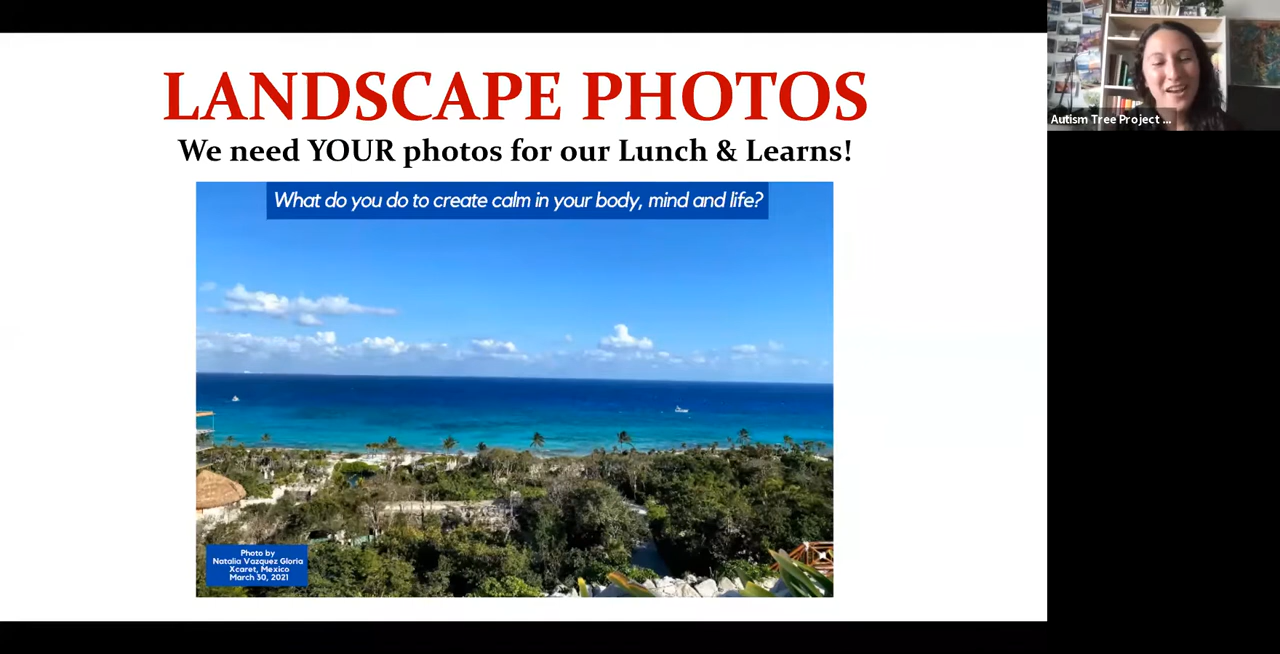 LANDSCAPE PHOTOS
We need YOUR photos for our Lunch & Learns!
What do you do to create calm in your body, mind and life?
Photo by
Natalia Vazquez Gloria
Xcaret, Mexico
March 30, 2021
Autism Tree Project ...